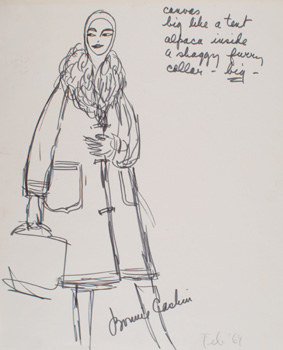 canvas
big like a tent
alpaca inside
a shaggy furry
collar - big -
Bonnie Cashin
Feb. '69